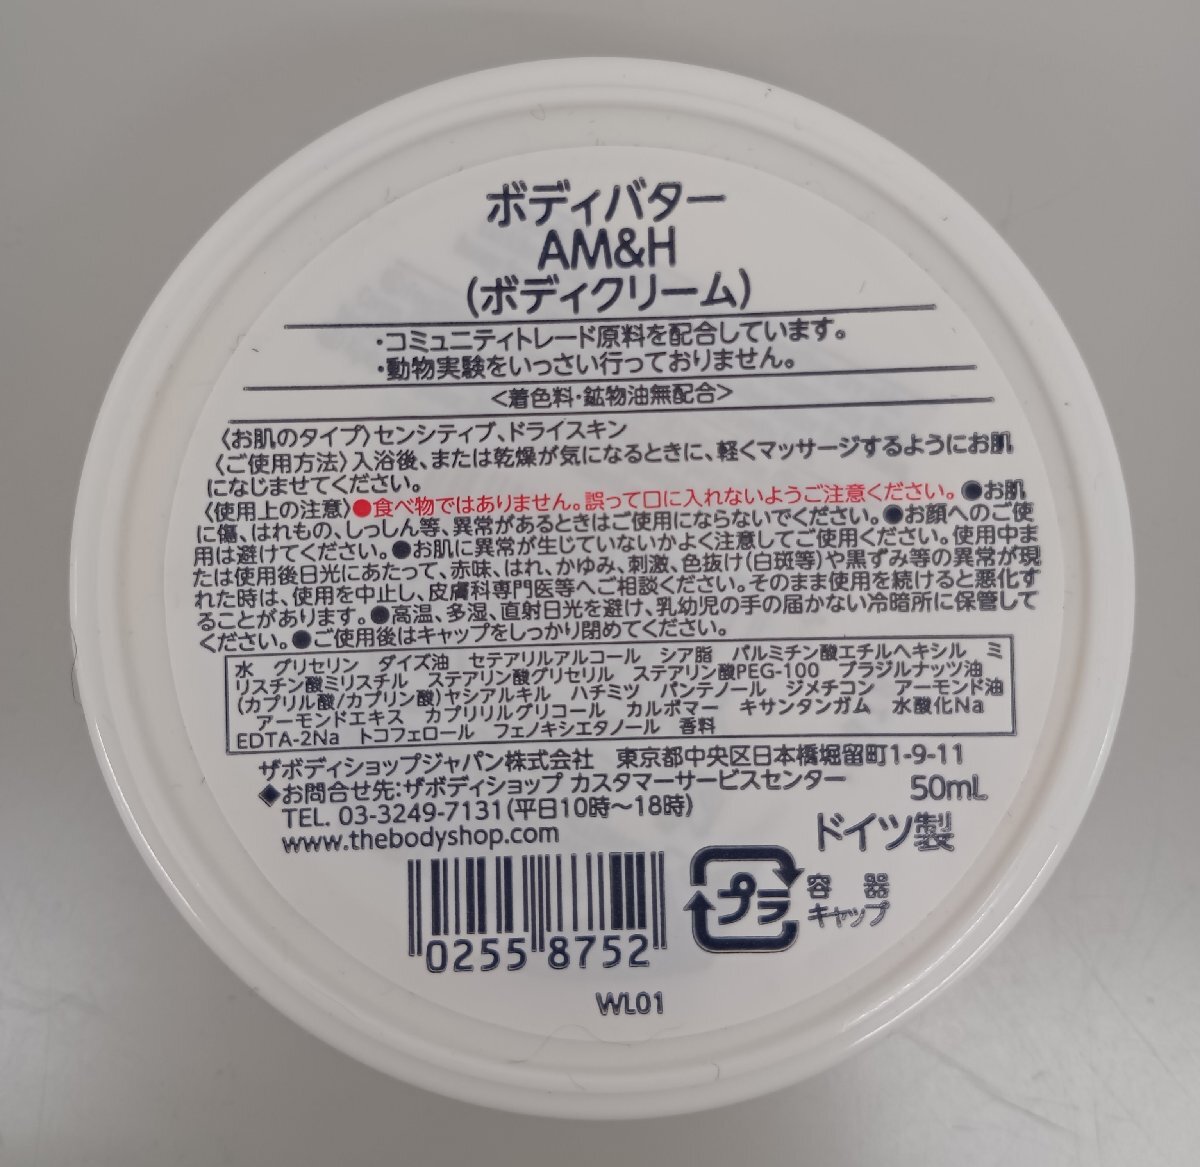 ボディバター
AM&H
(ボディクリーム)
・コミュニティトレード原料を配合しています。
・動物実験をいっさい行っておりません。
<着色料・鉱物油無配合>
〈お肌のタイプ〉センシティブ、ドライスキン
〈ご使用方法〉入浴後、または乾燥が気になるときに、軽くマッサージするようにお肌
になじませてください。
〈使用上の注意〉●食べ物ではありません。誤って口に入れないようご注意ください。●お肌
に傷、はれもの、しっしん等、異常があるときはご使用にならないでください。●お顔へのご使
用は避けてください。●お肌に異常が生じていないかよく注意してご使用ください。使用中ま
たは使用後日光にあたって、赤味、はれ、かゆみ、刺激、色抜け(白斑等)や黒ずみ等の異常が現
れた時は、使用を中止し、皮膚科専門医等へご相談ください。そのまま使用を続けると悪化す
ることがあります。●高温、多湿、直射日光を避け、乳幼児の手の届かない冷暗所に保管して
ください。●ご使用後はキャップをしっかり閉めてください。
水 グリセリン ダイズ油 セテアリルアルコール シア脂 パルミチン酸エチルヘキシル ミ
リスチン酸ミリスチル ステアリン酸グリセリル ステアリン酸PEG-100 ブラジルナッツ油
(カプリル酸/カプリン酸)ヤシアルキル ハチミツ パンテノール ジメチコン アーモンド油
アーモンドエキス カプリリルグリコール カルボマー キサンタンガム 水酸化Na
EDTA-2Na トコフェロール フェノキシエタノール 香料
ザボディショップジャパン株式会社 東京都中央区日本橋堀留町1-9-11
◆お問合せ先:ザボディショップ カスタマーサービスセンター 50mL
TEL. 03-3249-7131(平日10時～18時)
www.thebodyshop.com
ドイツ製
プラ
容 器
キャップ
0255 8752
WL01